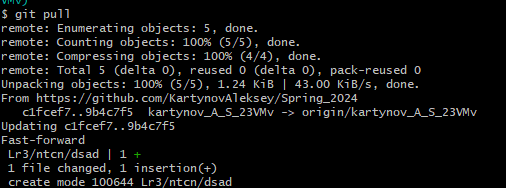 VMv)
$ git pull
remote: Enumerating objects: 5, done.
remote: Counting objects: 100% (5/5), done.
remote: Compressing objects: 100% (4/4), done.
remote: Total 5 (delta 0), reused 0 (delta 0), pack-reused 0
Unpacking objects: 100% (5/5), 1.24 KiB | 43.00 KiB/s, done.
From https://github.com/KartynovAleksey/Spring_2024
   c1fcef7..9b4c7f5  kartynov_A_S_23VMv -> origin/kartynov_A_S_23VMv
Updating c1fcef7..9b4c7f5
Fast-forward
 Lr3/ntcn/dsad | 1 +
 1 file changed, 1 insertion(+)
 create mode 100644 Lr3/ntcn/dsad